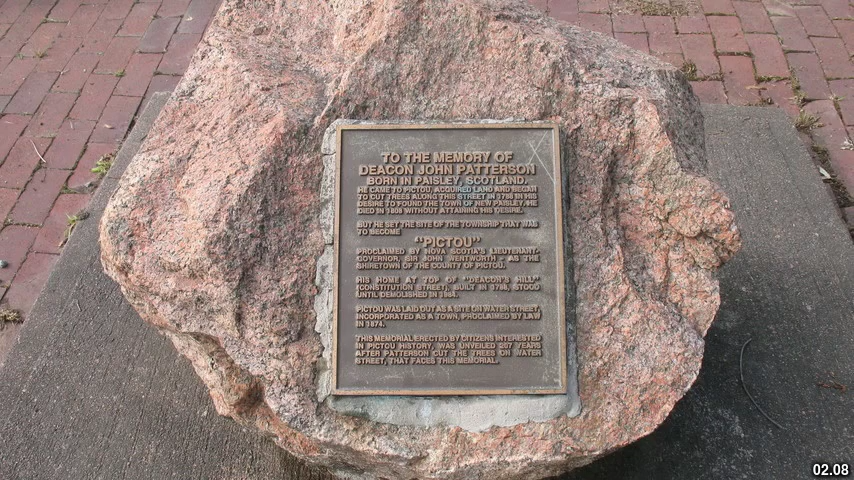 TO THE MEMORY OF
DEACON JOHN PATTERSON
BORN IN PAISLEY, SCOTLAND.
HE CAME TO PICTOU, ACQUIRED LAND AND BEGAN
TO CUT TREES ALONG THIS STREET IN 1788 IN HIS
DESIRE TO FOUND THE TOWN OF NEW PAISLEY. HE
DIED IN 1808 WITHOUT ATTAINING HIS DESIRE.
BUT HE SET THE SITE OF THE TOWNSHIP THAT WAS
TO BECOME
"PICTOU"
PROCLAIMED BY NOVA SCOTIA'S LIEUTENANT-
GOVERNOR, SIR JOHN WENTWORTH - AS THE
SHIRETOWN OF THE COUNTY OF PICTOU.
HIS HOME AT TOP OF "DEACON'S HILL"
(CONSTITUTION STREET), BUILT IN 1788, STOOD
UNTIL DEMOLISHED IN 1984.
PICTOU WAS LAID OUT AS A SITE ON WATER STREET,
INCORPORATED AS A TOWN, PROCLAIMED BY LAW
IN 1874.
THIS MEMORIAL ERECTED BY CITIZENS INTERESTED
IN PICTOU HISTORY, WAS UNVEILED 207 YEARS
AFTER PATTERSON CUT THE TREES ON WATER
STREET, THAT FACES THIS MEMORIAL.
02.08